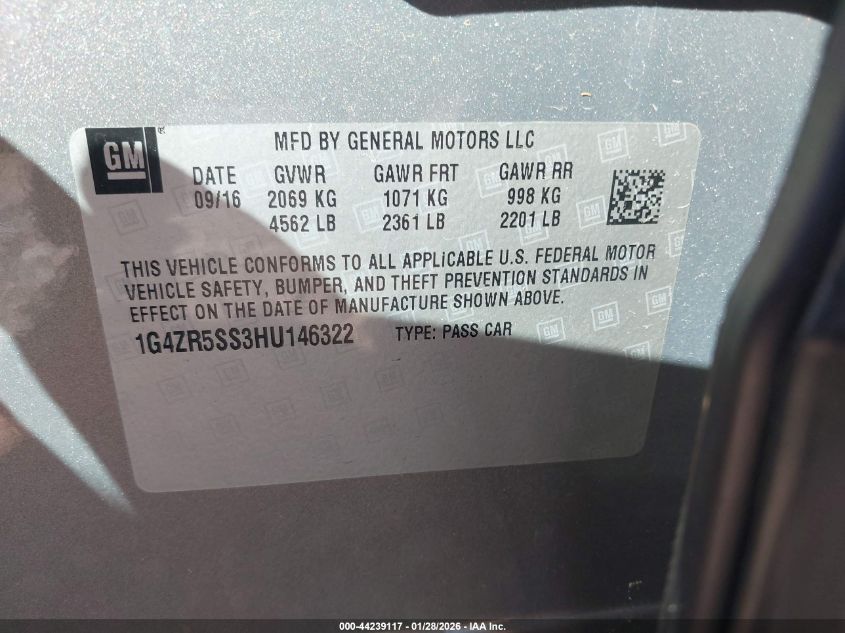 GM
MFD BY GENERAL MOTORS LLC
DATE GVWR GAWR FRT GAWR RR
09/16 2069 KG 1071 KG 998 KG
4562 LB 2361 LB 2201 LB
THIS VEHICLE CONFORMS TO ALL APPLICABLE U.S. FEDERAL MOTOR
VEHICLE SAFETY, BUMPER, AND THEFT PREVENTION STANDARDS IN
EFFECT ON THE DATE OF MANUFACTURE SHOWN ABOVE.
1G4ZR5SS3HU146322 TYPE: PASS CAR
000-44239117 | 01/28/2026 - IAA Inc.